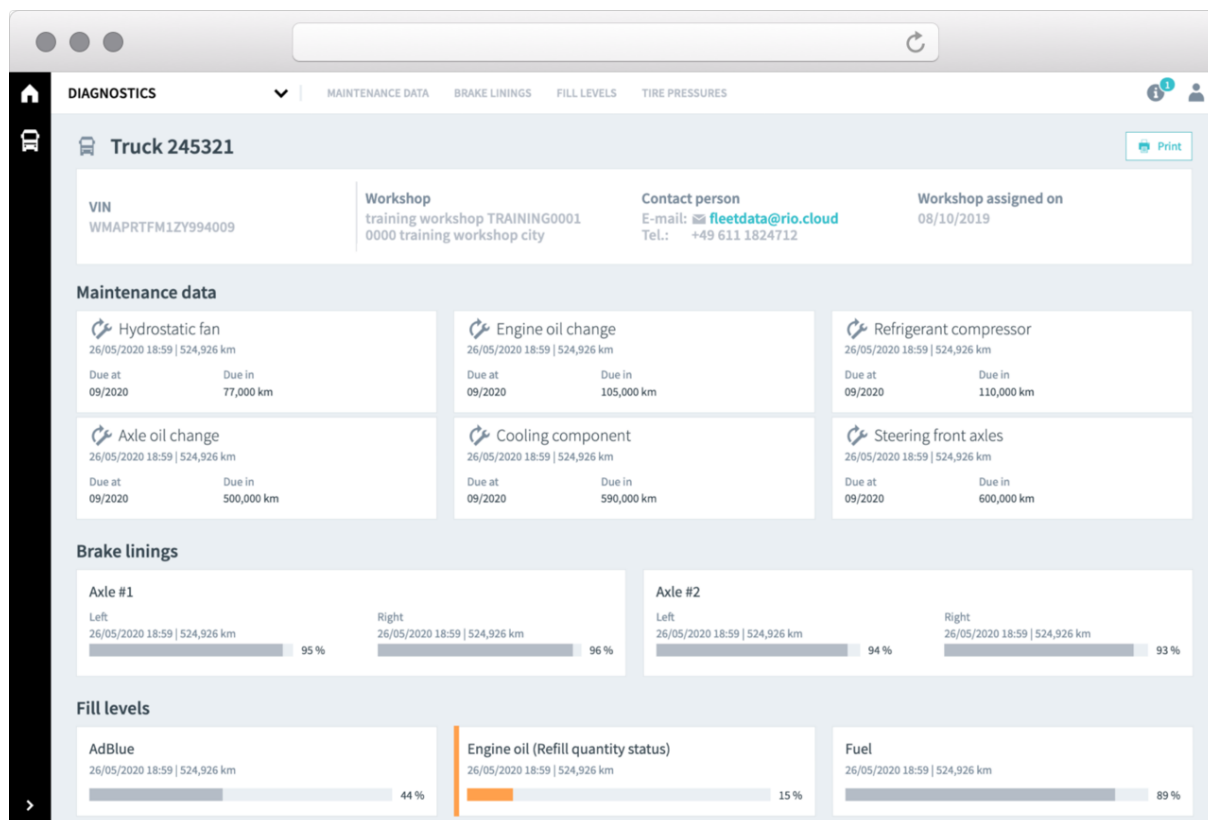 DIAGNOSTICS
MAINTENANCE DATA
BRAKE LININGS
FILL LEVELS
TIRE PRESSURES
1
Truck 245321
Print
VIN
WMAPRTFM1ZY994009
Workshop
training workshop TRAINING0001
0000 training workshop city
Contact person
E-mail: fleetdata@rio.cloud
Tel.: +49 611 1824712
Workshop assigned on
08/10/2019
Maintenance data
Hydrostatic fan
26/05/2020 18:59 | 524,926 km
Due at Due in
09/2020 77,000 km
Engine oil change
26/05/2020 18:59 | 524,926 km
Due at Due in
09/2020 105,000 km
Refrigerant compressor
26/05/2020 18:59 | 524,926 km
Due at Due in
09/2020 110,000 km
Axle oil change
26/05/2020 18:59 | 524,926 km
Due at Due in
09/2020 500,000 km
Cooling component
26/05/2020 18:59 | 524,926 km
Due at Due in
09/2020 590,000 km
Steering front axles
26/05/2020 18:59 | 524,926 km
Due at Due in
09/2020 600,000 km
Brake linings
Axle #1
Left
26/05/2020 18:59 | 524,926 km
95 %
Right
26/05/2020 18:59 | 524,926 km
96 %
Axle #2
Left
26/05/2020 18:59 | 524,926 km
94 %
Right
26/05/2020 18:59 | 524,926 km
93 %
Fill levels
AdBlue
26/05/2020 18:59 | 524,926 km
44 %
Engine oil (Refill quantity status)
26/05/2020 18:59 | 524,926 km
15 %
Fuel
26/05/2020 18:59 | 524,926 km
89 %